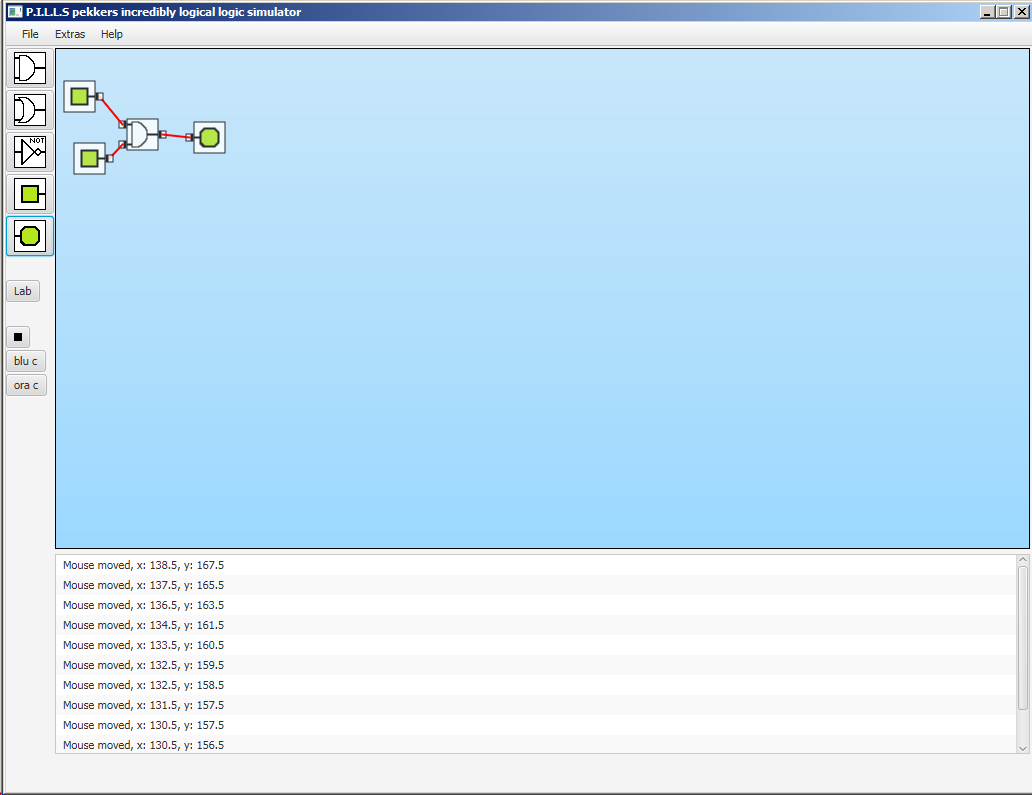 P.I.L.L.S pekkers incredibly logical logic simulator
File Extras Help
NOT
Lab
blu c
ora c
Mouse moved, x: 138.5, y: 167.5
Mouse moved, x: 137.5, y: 165.5
Mouse moved, x: 136.5, y: 163.5
Mouse moved, x: 134.5, y: 161.5
Mouse moved, x: 133.5, y: 160.5
Mouse moved, x: 132.5, y: 159.5
Mouse moved, x: 132.5, y: 158.5
Mouse moved, x: 131.5, y: 157.5
Mouse moved, x: 130.5, y: 157.5
Mouse moved, x: 130.5, y: 156.5